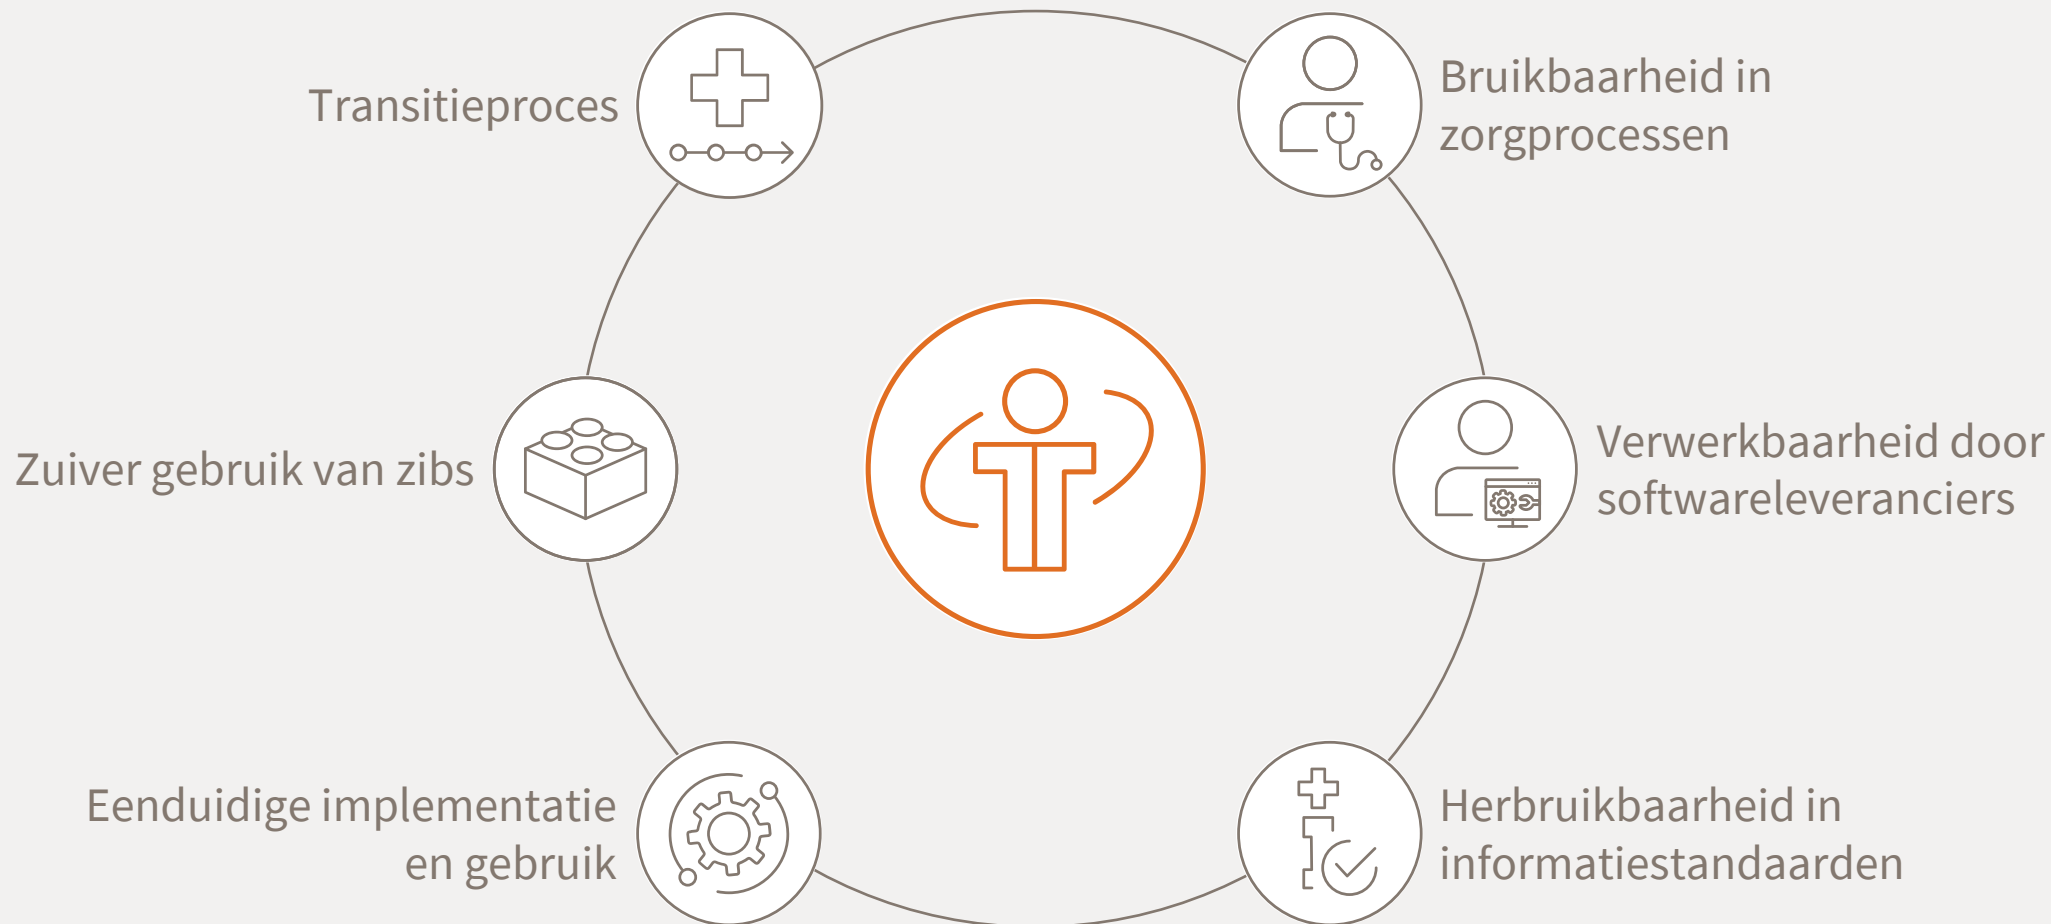 Transitieproces
Bruikbaarheid in
zorgprocessen
Zuiver gebruik van zibs
Verwerkbaarheid door
softwareleveranciers
Eenduidige implementatie
en gebruik
Herbruikbaarheid in
informatiestandaarden